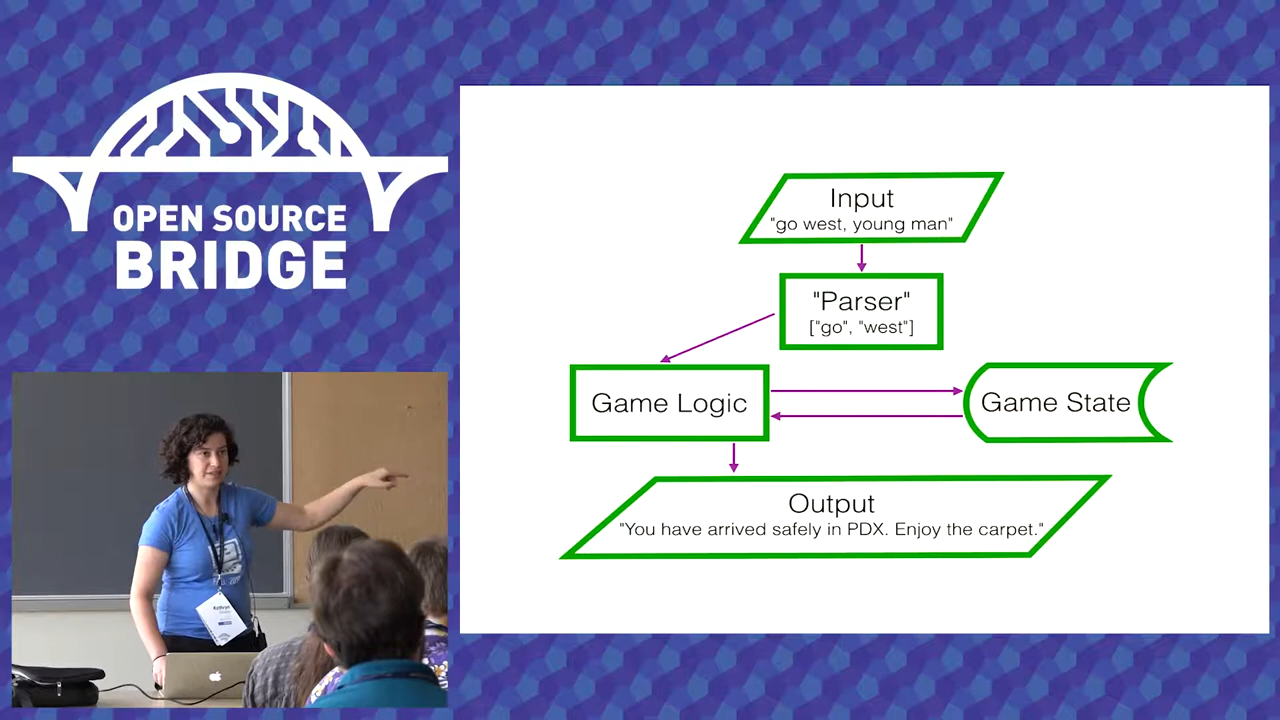 OPEN SOURCE
BRIDGE
Input
"go west, young man"
"Parser"
["go", "west"]
Game Logic
Game State
Output
"You have arrived safely in PDX. Enjoy the carpet."
Kathryn